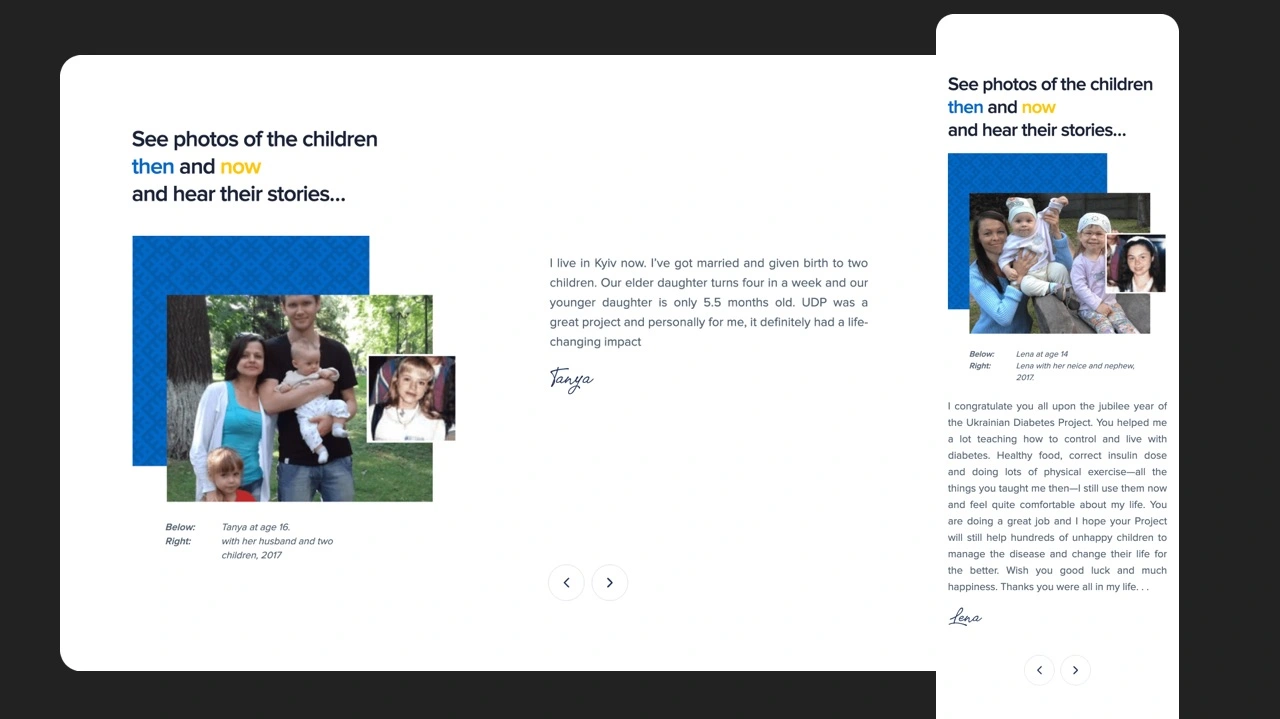 See photos of the children
then and now
and hear their stories...
I live in Kyiv now. I've got married and given birth to two
children. Our elder daughter turns four in a week and our
younger daughter is only 5.5 months old. UDP was a
great project and personally for me, it definitely had a life-
changing impact
Tanya
Below: Tanya at age 16.
Right: with her husband and two
children, 2017
See photos of the children
then and now
and hear their stories...
Below: Lena at age 14
Right: Lena with her neice and nephew,
2017.
I congratulate you all upon the jubilee year of
the Ukrainian Diabetes Project. You helped me
a lot teaching how to control and live with
diabetes. Healthy food, correct insulin dose
and doing lots of physical exercise—all the
things you taught me then—I still use them now
and feel quite comfortable about my life. You
are doing a great job and I hope your Project
will still help hundreds of unhappy children to
manage the disease and change their life for
the better. Wish you good luck and much
happiness. Thanks you were all in my life. . .
Lena